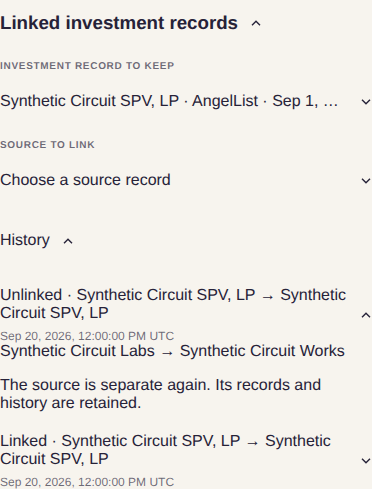 Linked investment records
INVESTMENT RECORD TO KEEP
Synthetic Circuit SPV, LP · AngelList · Sep 1, …
SOURCE TO LINK
Choose a source record
History
Unlinked · Synthetic Circuit SPV, LP → Synthetic
Circuit SPV, LP
Sep 20, 2026, 12:00:00 PM UTC
Synthetic Circuit Labs → Synthetic Circuit Works
The source is separate again. Its records and
history are retained.
Linked · Synthetic Circuit SPV, LP → Synthetic
Circuit SPV, LP
Sep 20, 2026, 12:00:00 PM UTC